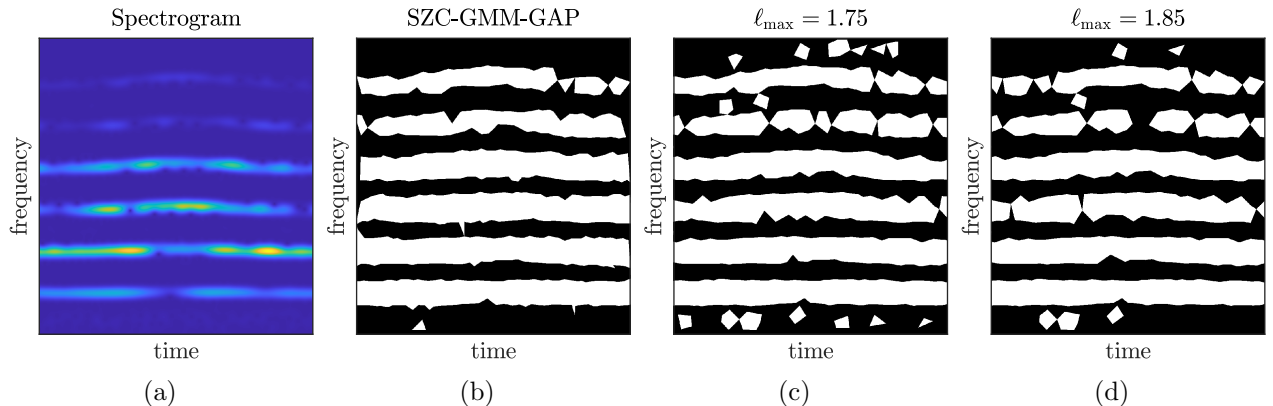 Spectrogram
SZC-GMM-GAP
ℓmax = 1.75
ℓmax = 1.85
frequency
frequency
frequency
frequency
time
time
time
time
(a)
(b)
(c)
(d)